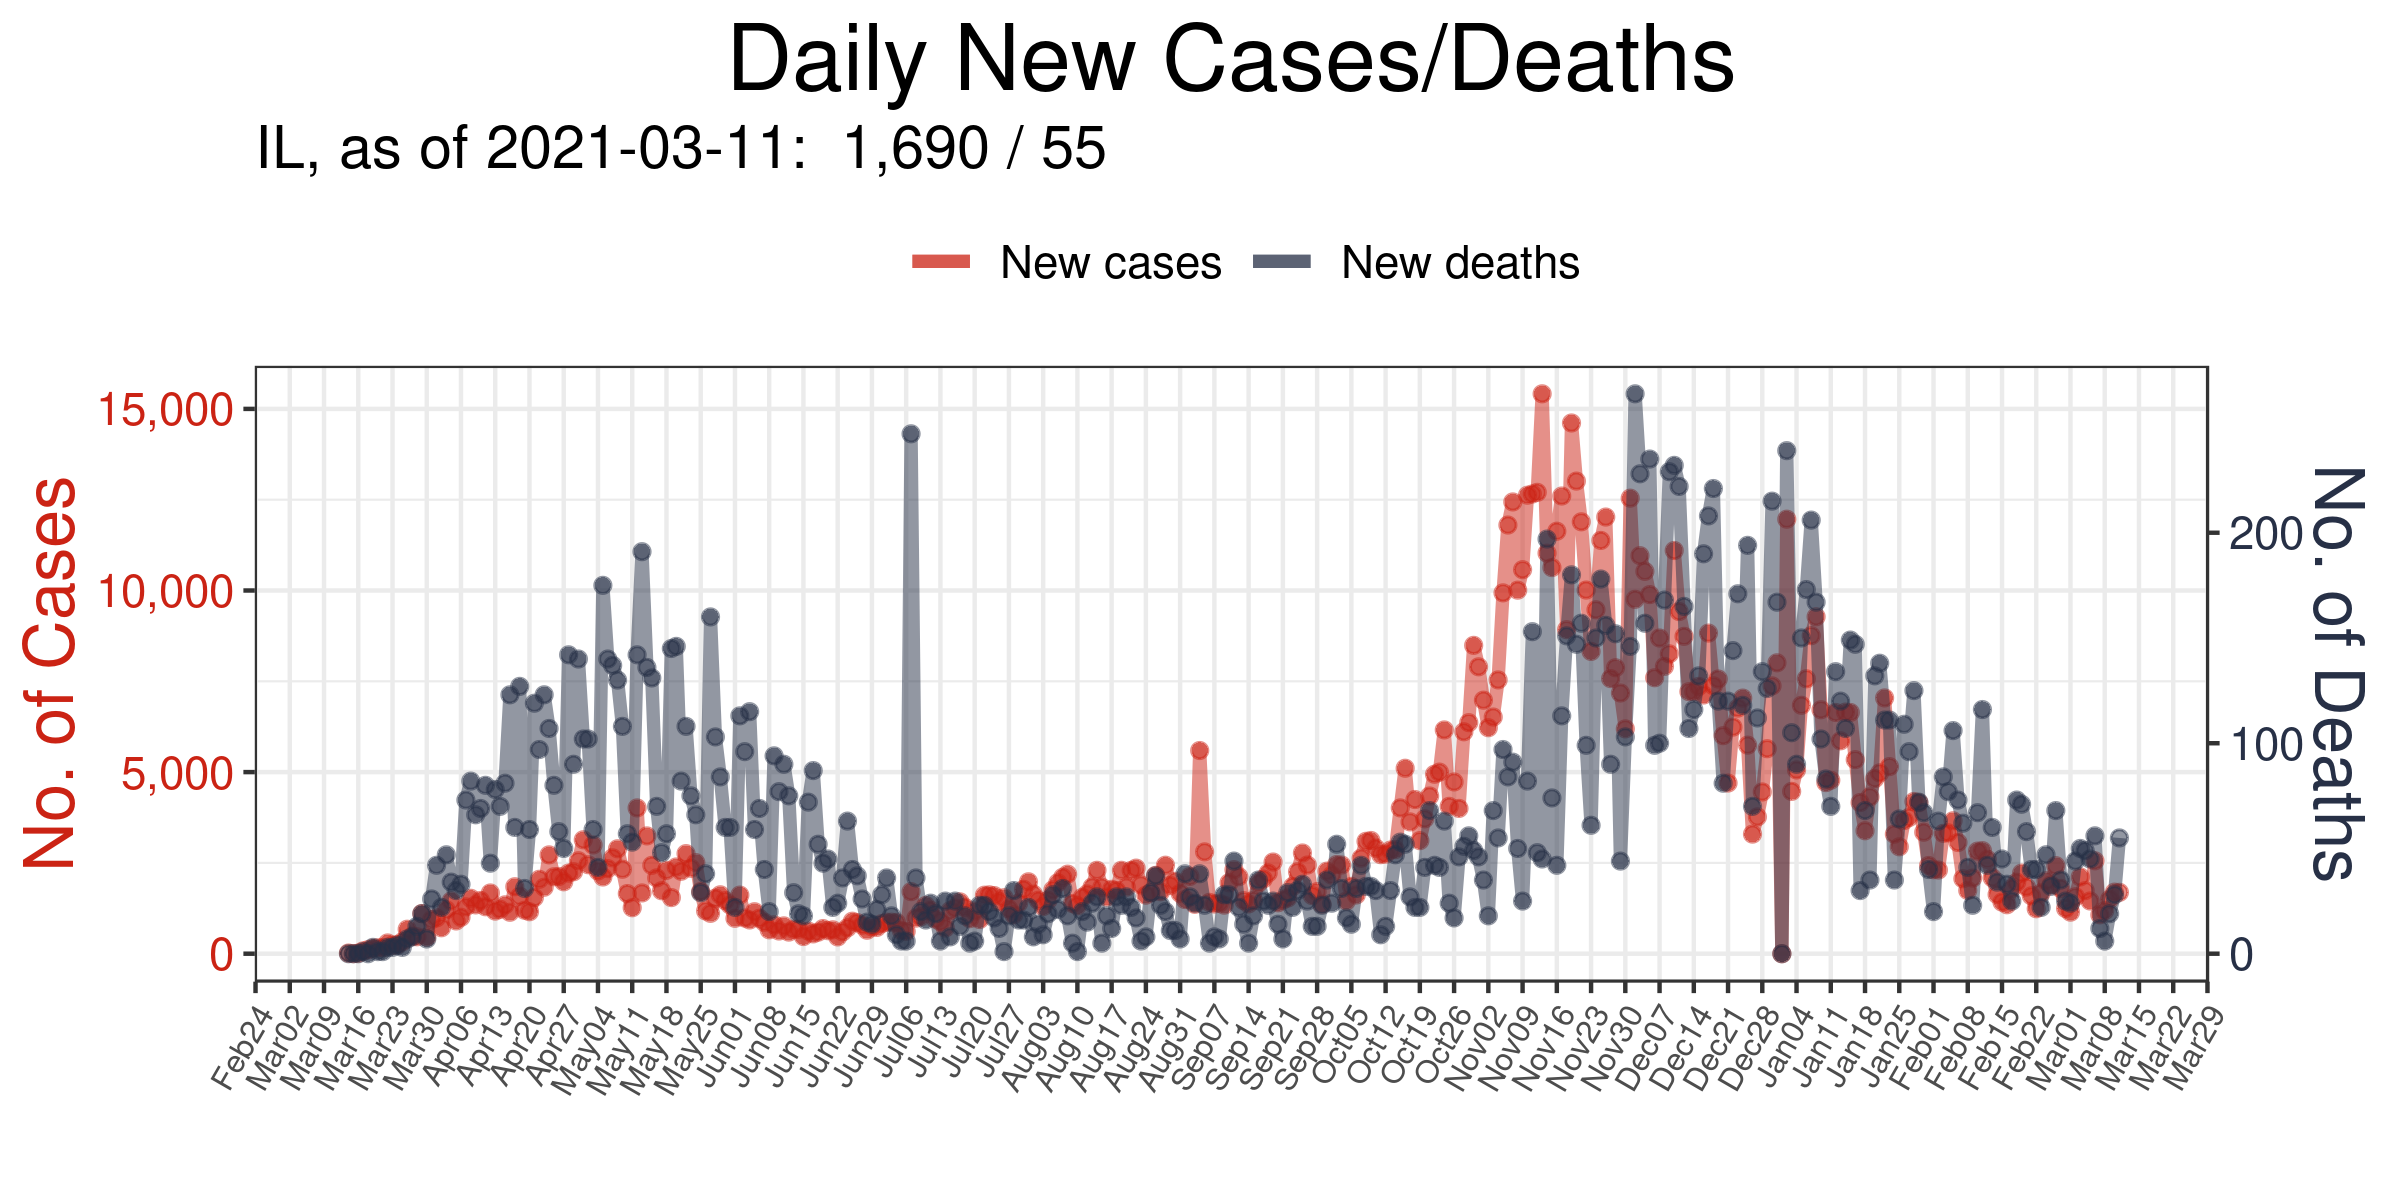 Daily New Cases/Deaths
IL, as of 2021-03-11:  1,690 / 55
New cases New deaths
No. of Cases
15,000
10,000
5,000
0
200
100
0
No. of Deaths
Feb24 Mar02 Mar09 Mar16 Mar23 Mar30 Apr06 Apr13 Apr20 Apr27 May04 May11 May18 May25 Jun01 Jun08 Jun15 Jun22 Jun29 Jul06 Jul13 Jul20 Jul27 Aug03 Aug10 Aug17 Aug24 Aug31 Sep07 Sep14 Sep21 Sep28 Oct05 Oct12 Oct19 Oct26 Nov02 Nov09 Nov16 Nov23 Nov30 Dec07 Dec14 Dec21 Dec28 Jan04 Jan11 Jan18 Jan25 Feb01 Feb08 Feb15 Feb22 Mar01 Mar08 Mar15 Mar22 Mar29